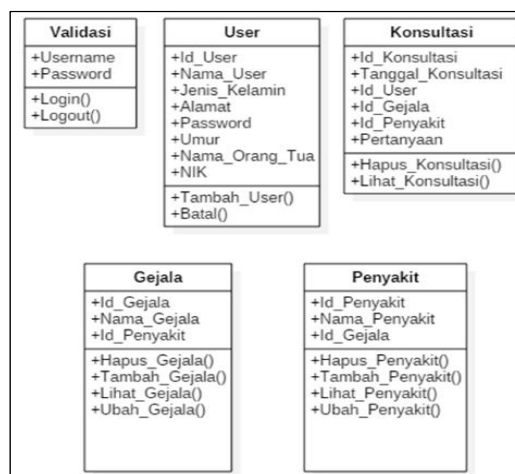 Validasi
+Username
+Password
+Login()
+Logout()
User
+Id_User
+Nama_User
+Jenis_Kelamin
+Alamat
+Password
+Umur
+Nama_Orang_Tua
+NIK
+Tambah_User()
+Batal()
Konsultasi
+Id_Konsultasi
+Tanggal_Konsultasi
+Id_User
+Id_Gejala
+Id_Penyakit
+Pertanyaan
+Hapus_Konsultasi()
+Lihat_Konsultasi()
Gejala
+Id_Gejala
+Nama_Gejala
+Id_Penyakit
+Hapus_Gejala()
+Tambah_Gejala()
+Lihat_Gejala()
+Ubah_Gejala()
Penyakit
+Id_Penyakit
+Nama_Penyakit
+Id_Gejala
+Hapus_Penyakit()
+Tambah_Penyakit()
+Lihat_Penyakit()
+Ubah_Penyakit()